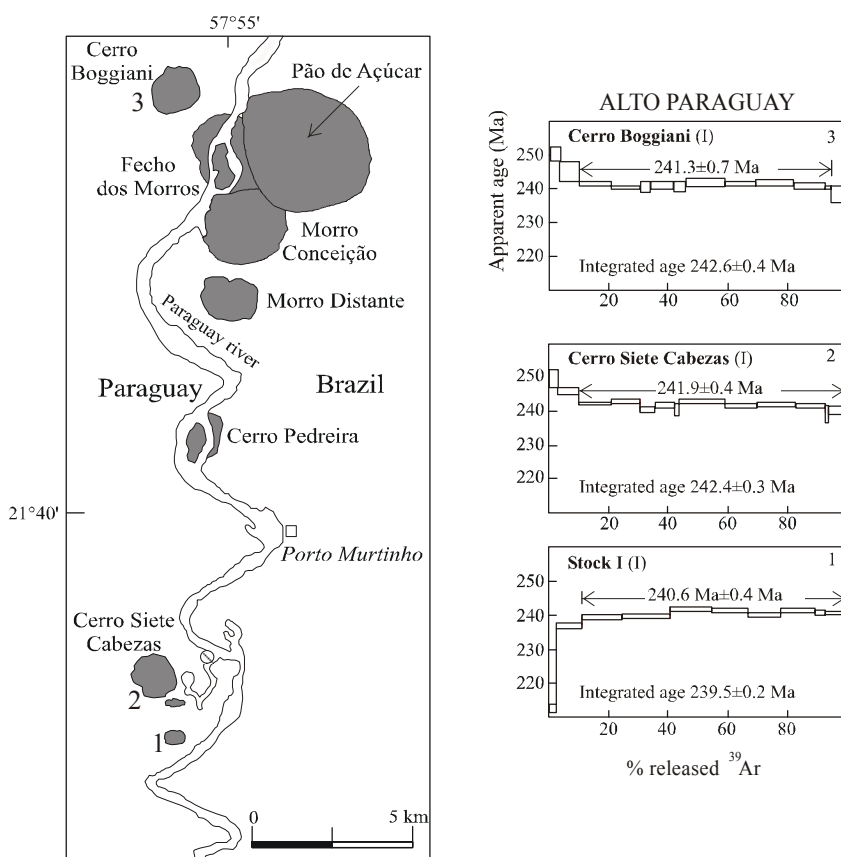 57°55'
Cerro
Boggiani
3
Pão de Açúcar
Fecho
dos Morros
Morro
Conceição
Morro Distante
Paraguay river
Paraguay
Brazil
Cerro Pedreira
21°40'
Porto Murtinho
Cerro Siete
Cabezas
2
1
0
5 km
ALTO PARAGUAY
Apparent age (Ma)
Cerro Boggiani (I)
3
250
241.3±0.7 Ma
240
230
220
Integrated age 242.6±0.4 Ma
20 40 60 80
Cerro Siete Cabezas (I)
2
250
241.9±0.4 Ma
240
230
220
Integrated age 242.4±0.3 Ma
20 40 60 80
Stock I (I)
1
250
240.6 Ma±0.4 Ma
240
230
220
Integrated age 239.5±0.2 Ma
20 40 60 80
% released ³⁹Ar